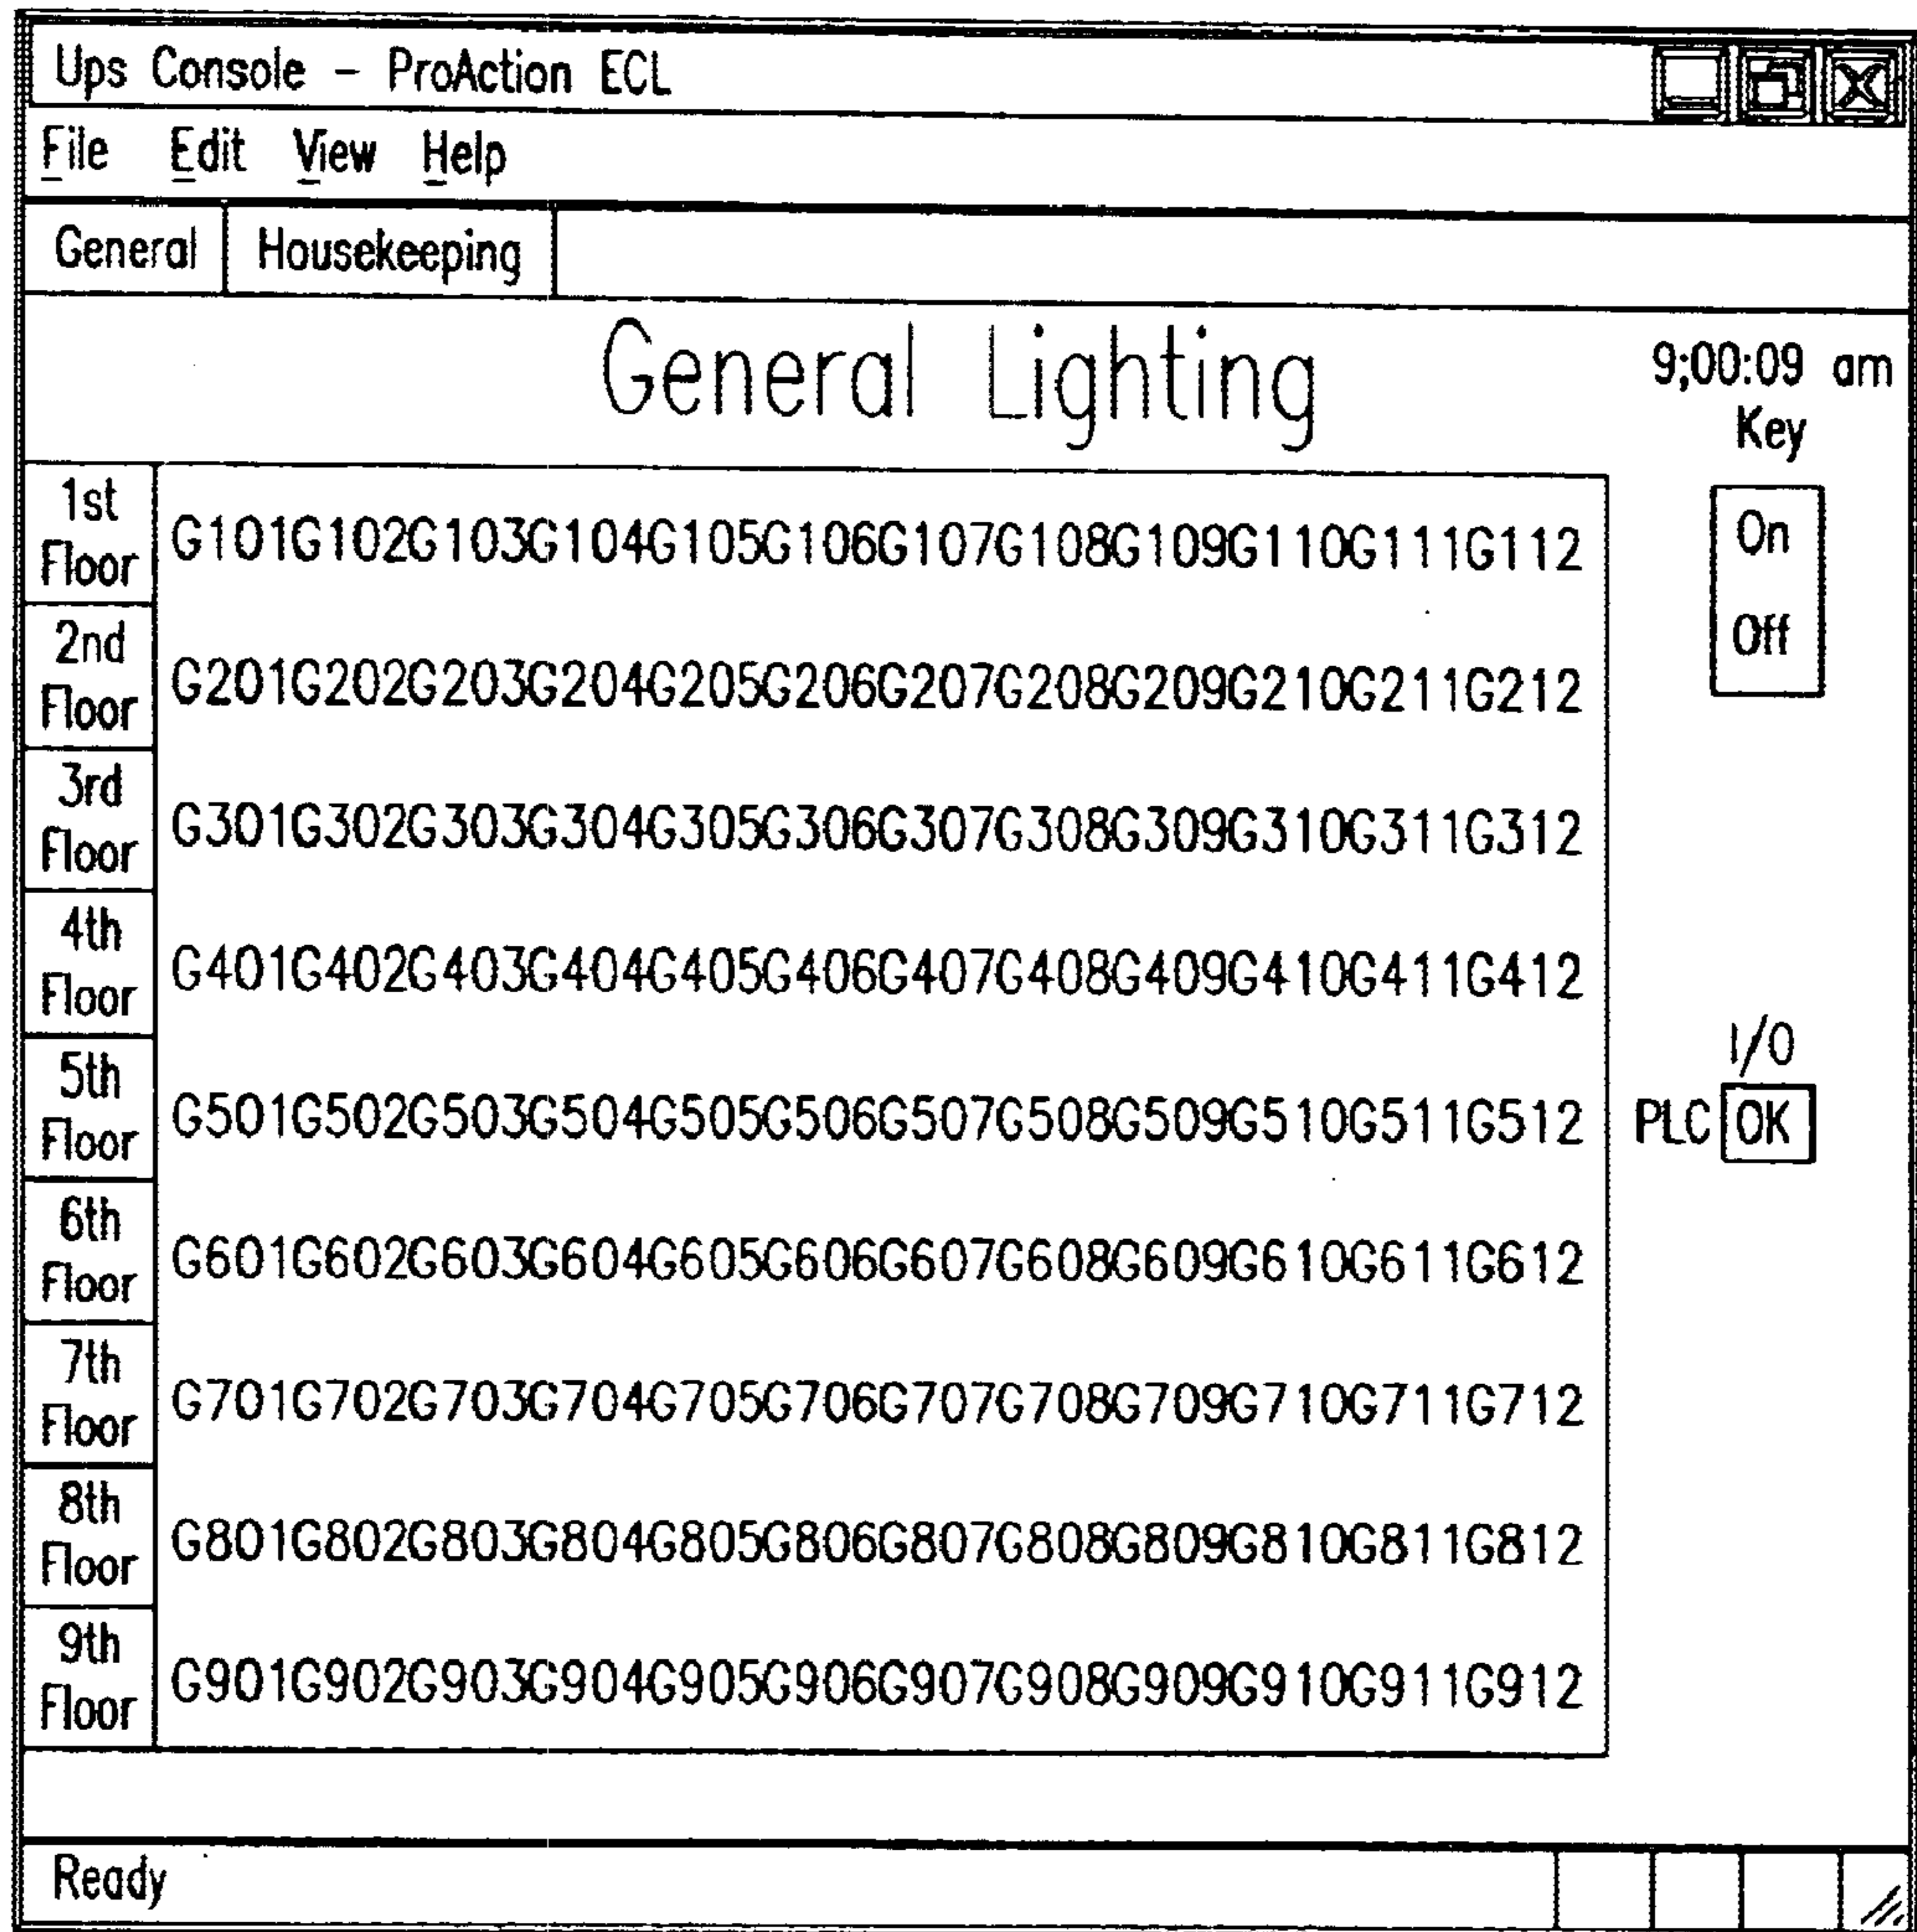 Ups Console - ProAction ECL
File Edit View Help
General Housekeeping
General Lighting
9;00:09 am
Key
On
Off
1st
Floor
G101G102G103G104G105G106G107G108G109G110G111G112
2nd
Floor
G201G202G203G204G205G206G207G208G209G210G211G212
3rd
Floor
G301G302G303G304G305G306G307G308G309G310G311G312
4th
Floor
G401G402G403G404G405G406G407G408G409G410G411G412
5th
Floor
G501G502G503G504G505G506G507G508G509G510G511G512
I/O
PLC OK
6th
Floor
G601G602G603G604G605G606G607G608G609G610G611G612
7th
Floor
G701G702G703G704G705G706G707G708G709G710G711G712
8th
Floor
G801G802G803G804G805G806G807G808G809G810G811G812
9th
Floor
G901G902G903G904G905G906G907G908G909G910G911G912
Ready